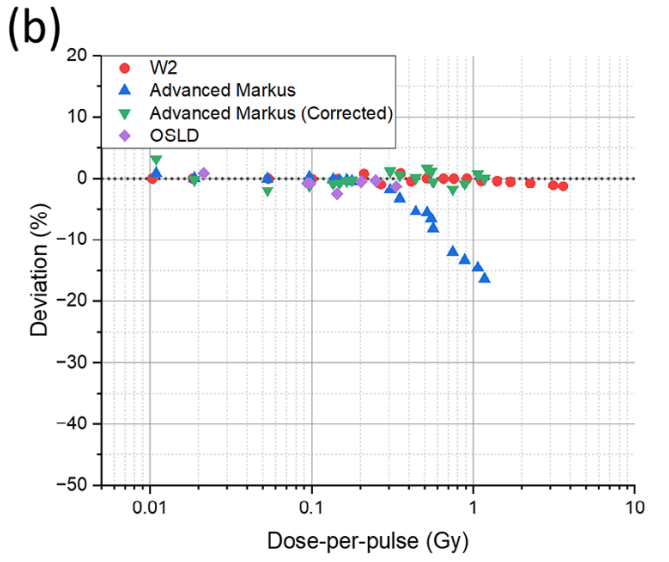 (b)
W2
Advanced Markus
Advanced Markus (Corrected)
OSLD
20
10
0
−10
−20
−30
−40
−50
Deviation (%)
0.01 0.1 1 10
Dose-per-pulse (Gy)